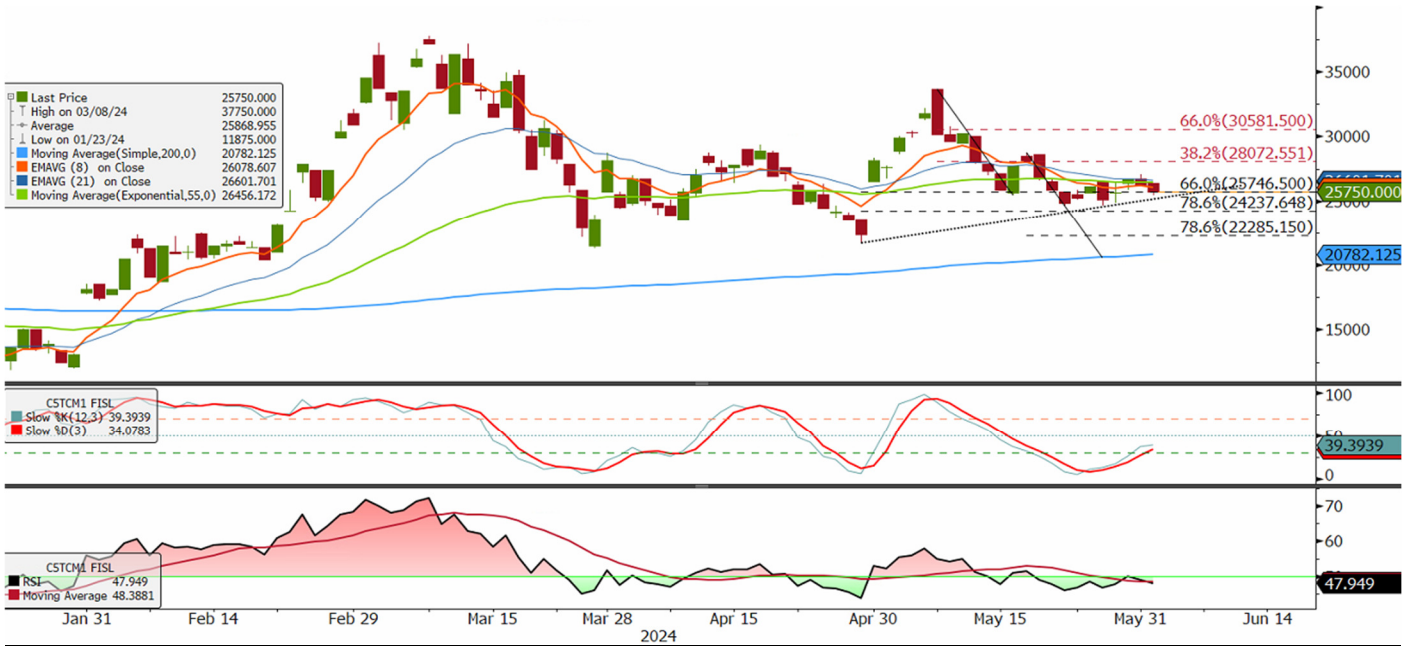 Last Price 25750.000
High on 03/08/24 37750.000
Average 25868.955
Low on 01/23/24 11875.000
Moving Average(Simple,200,0) 20782.125
EMAVG (8) on Close 26078.607
EMAVG (21) on Close 26601.701
Moving Average(Exponential,55,0) 26456.172
35000
66.0%(30581.500)
30000
38.2%(28072.551)
66.0%(25746.500)
25750.000
78.6%(24237.648)
25000
78.6%(22285.150)
20782.125
20000
15000
C5TCM1 FISL
Slow %K(12,3) 39.3939
Slow %D(3) 34.0783
100
50
39.3939
0
C5TCM1 FISL
RSI 47.949
Moving Average 48.3881
70
60
47.949
Jan 31 Feb 14 Feb 29 Mar 15 Mar 28 Apr 15 Apr 30 May 15 May 31 Jun 14
2024